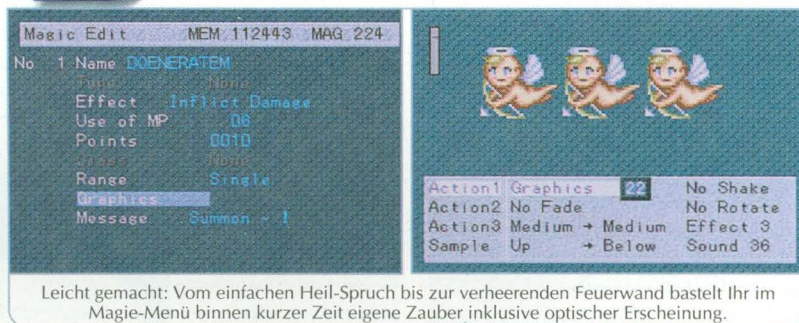 Magic Edit MEM 112443 MAG 224
No 1 Name DOENERATEM
Type None
Effect Inflict Damage
Use of MP 06
Points 0010
Class None
Range Single
Graphics
Message Summon ~ !
Action1 Graphics 22 No Shake
Action2 No Fade No Rotate
Action3 Medium → Medium Effect 3
Sample Up → Below Sound 36
Leicht gemacht: Vom einfachen Heil-Spruch bis zur verheerenden Feuerwand bastelt Ihr im
Magie-Menü binnen kurzer Zeit eigene Zauber inklusive optischer Erscheinung.